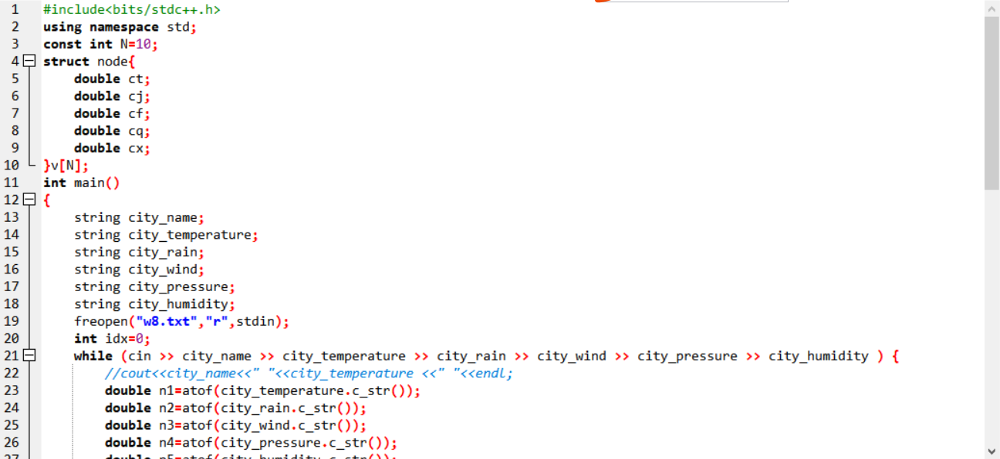 1 #include<bits/stdc++.h>
2 using namespace std;
3 const int N=10;
4 struct node{
5 double ct;
6 double cj;
7 double cf;
8 double cq;
9 double cx;
10 }v[N];
11 int main()
12 {
13 string city_name;
14 string city_temperature;
15 string city_rain;
16 string city_wind;
17 string city_pressure;
18 string city_humidity;
19 freopen("w8.txt","r",stdin);
20 int idx=0;
21 while (cin >> city_name >> city_temperature >> city_rain >> city_wind >> city_pressure >> city_humidity ) {
22 //cout<<city_name<<" "<<city_temperature <<" "<<endl;
23 double n1=atof(city_temperature.c_str());
24 double n2=atof(city_rain.c_str());
25 double n3=atof(city_wind.c_str());
26 double n4=atof(city_pressure.c_str());
27 double n5=atof(city_humidity.c_str());